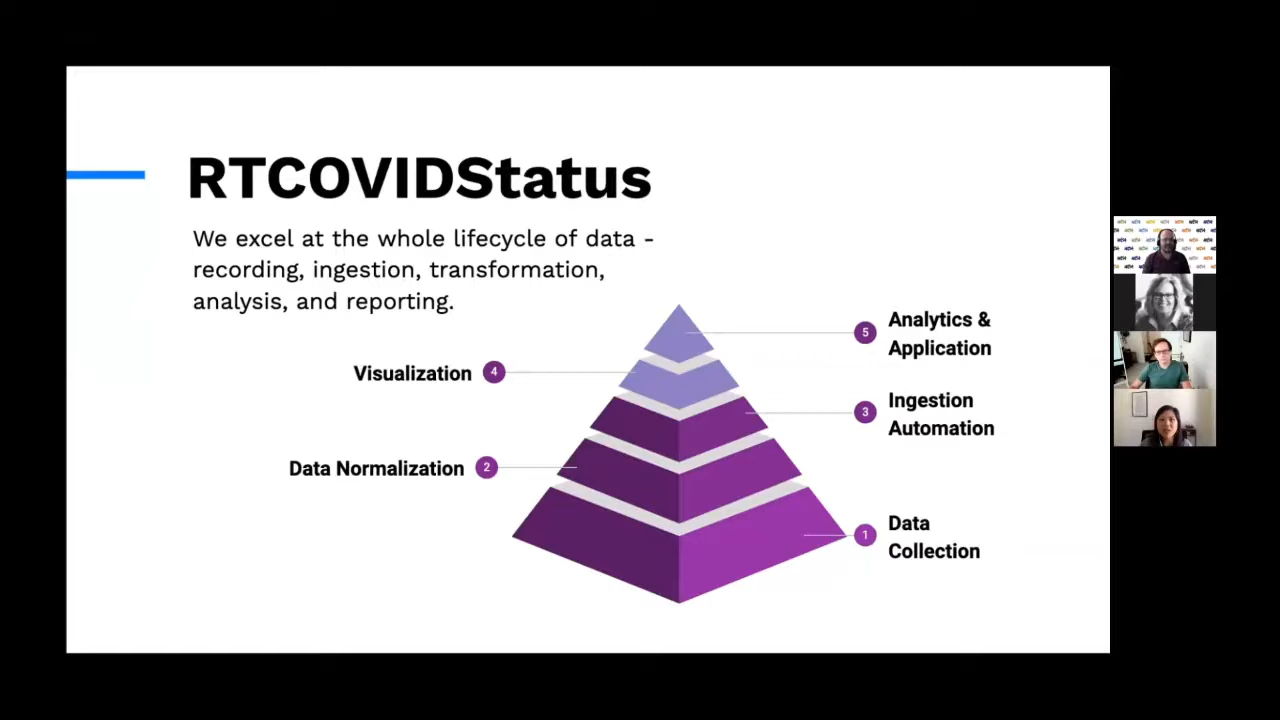 RTCOVIDStatus
We excel at the whole lifecycle of data -
recording, ingestion, transformation,
analysis, and reporting.
5
Analytics &
Application
Visualization
4
3
Ingestion
Automation
Data Normalization
2
1
Data
Collection